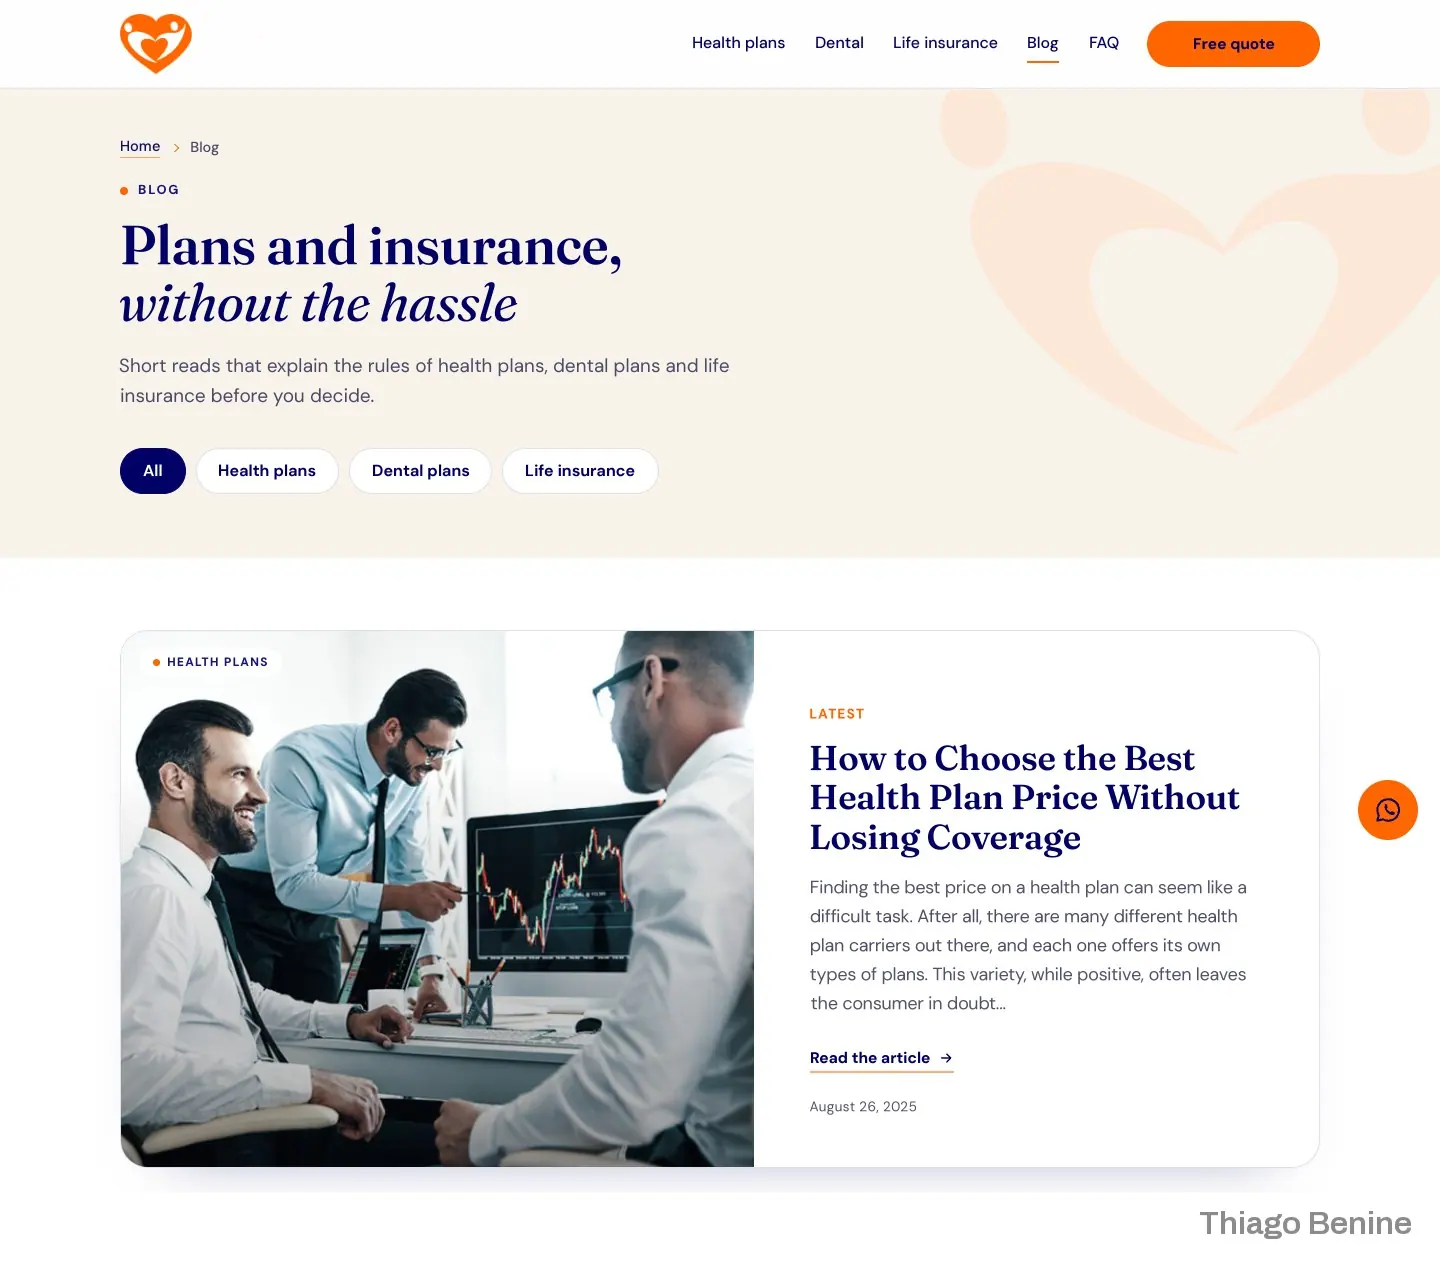 Health plans
Dental
Life insurance
Blog
FAQ
Free quote
Home > Blog
BLOG
Plans and insurance,
without the hassle
Short reads that explain the rules of health plans, dental plans and life
insurance before you decide.
All
Health plans
Dental plans
Life insurance
HEALTH PLANS
LATEST
How to Choose the Best
Health Plan Price Without
Losing Coverage
Finding the best price on a health plan can seem like a
difficult task. After all, there are many different health
plan carriers out there, and each one offers its own
types of plans. This variety, while positive, often leaves
the consumer in doubt...
Read the article →
August 26, 2025
Thiago Benine